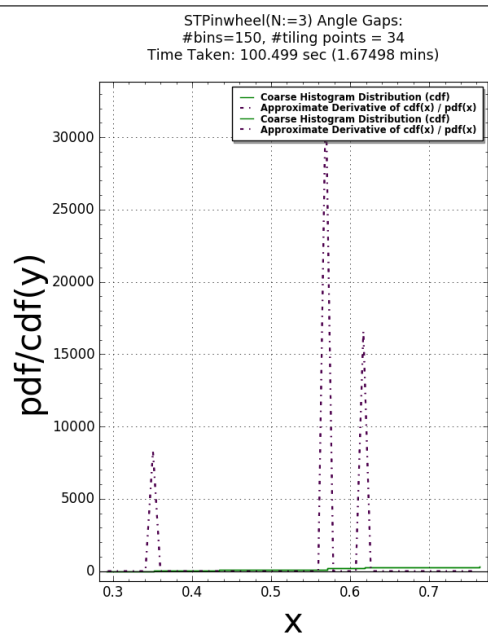 STPinwheel(N:=3) Angle Gaps:
#bins=150, #tiling points = 34
Time Taken: 100.499 sec (1.67498 mins)
Coarse Histogram Distribution (cdf)
Approximate Derivative of cdf(x) / pdf(x)
Coarse Histogram Distribution (cdf)
Approximate Derivative of cdf(x) / pdf(x)
30000
25000
20000
15000
10000
5000
0
pdf/cdf(y)
0.3 0.4 0.5 0.6 0.7
x